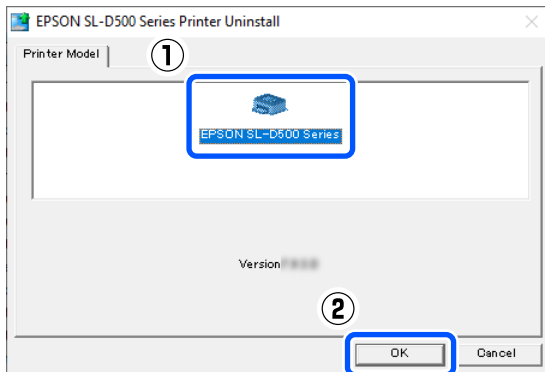 EPSON SL-D500 Series Printer Uninstall
Printer Model
①
EPSON SL-D500 Series
Version
②
OK
Cancel